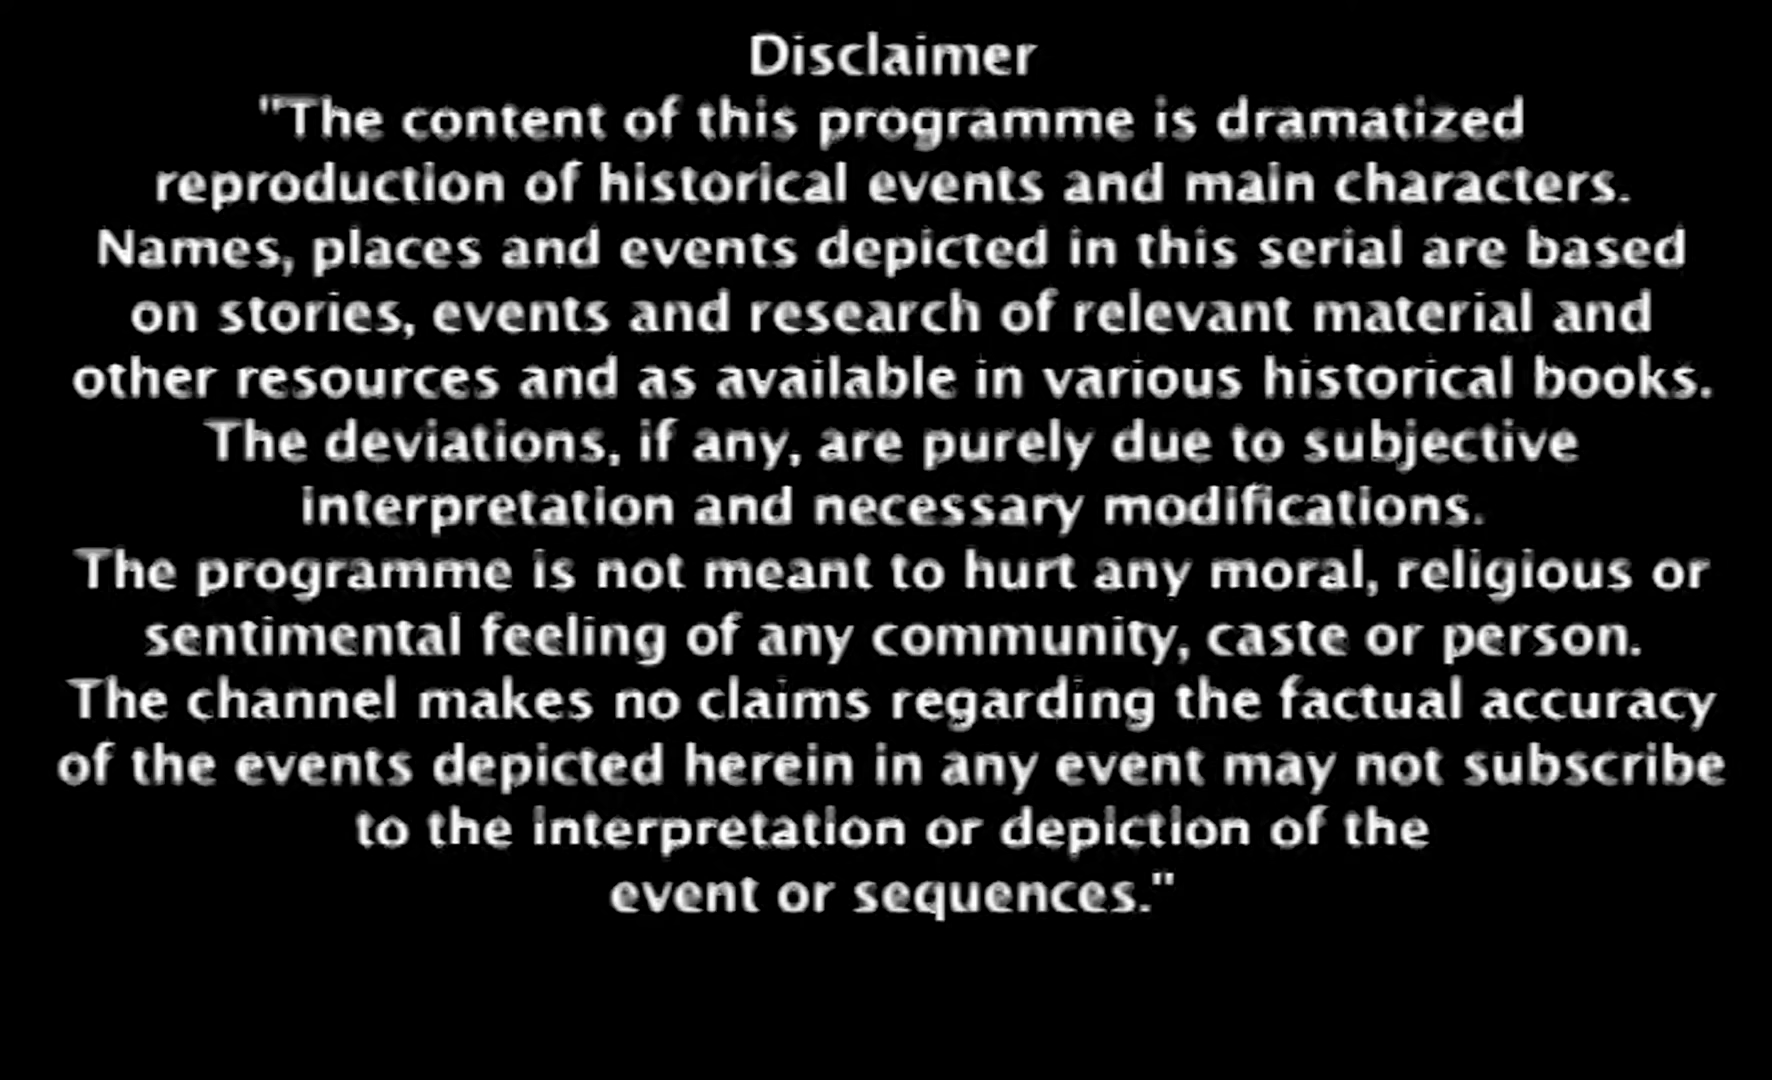 Disclaimer
"The content of this programme is dramatized
reproduction of historical events and main characters.
Names, places and events depicted in this serial are based
on stories, events and research of relevant material and
other resources and as available in various historical books.
The deviations, if any, are purely due to subjective
interpretation and necessary modifications.
The programme is not meant to hurt any moral, religious or
sentimental feeling of any community, caste or person.
The channel makes no claims regarding the factual accuracy
of the events depicted herein in any event may not subscribe
to the interpretation or depiction of the
event or sequences."